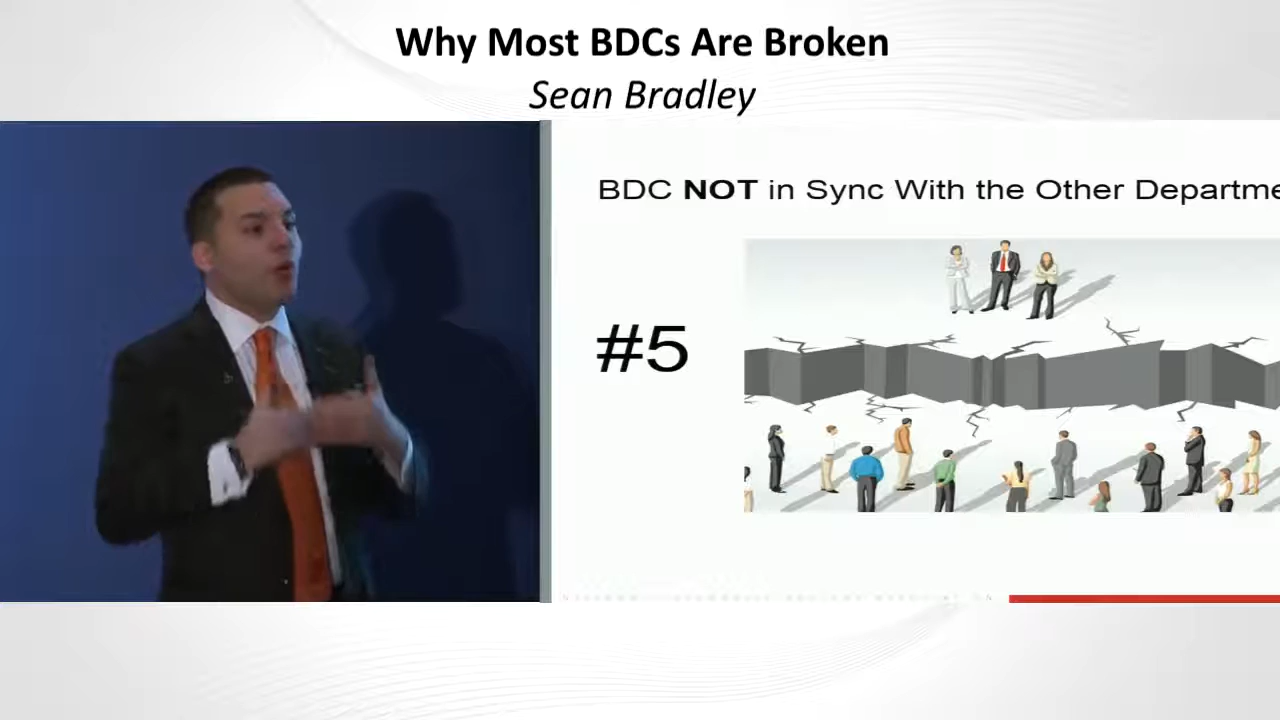 Why Most BDCs Are Broken
Sean Bradley
BDC NOT in Sync With the Other Departme
#5